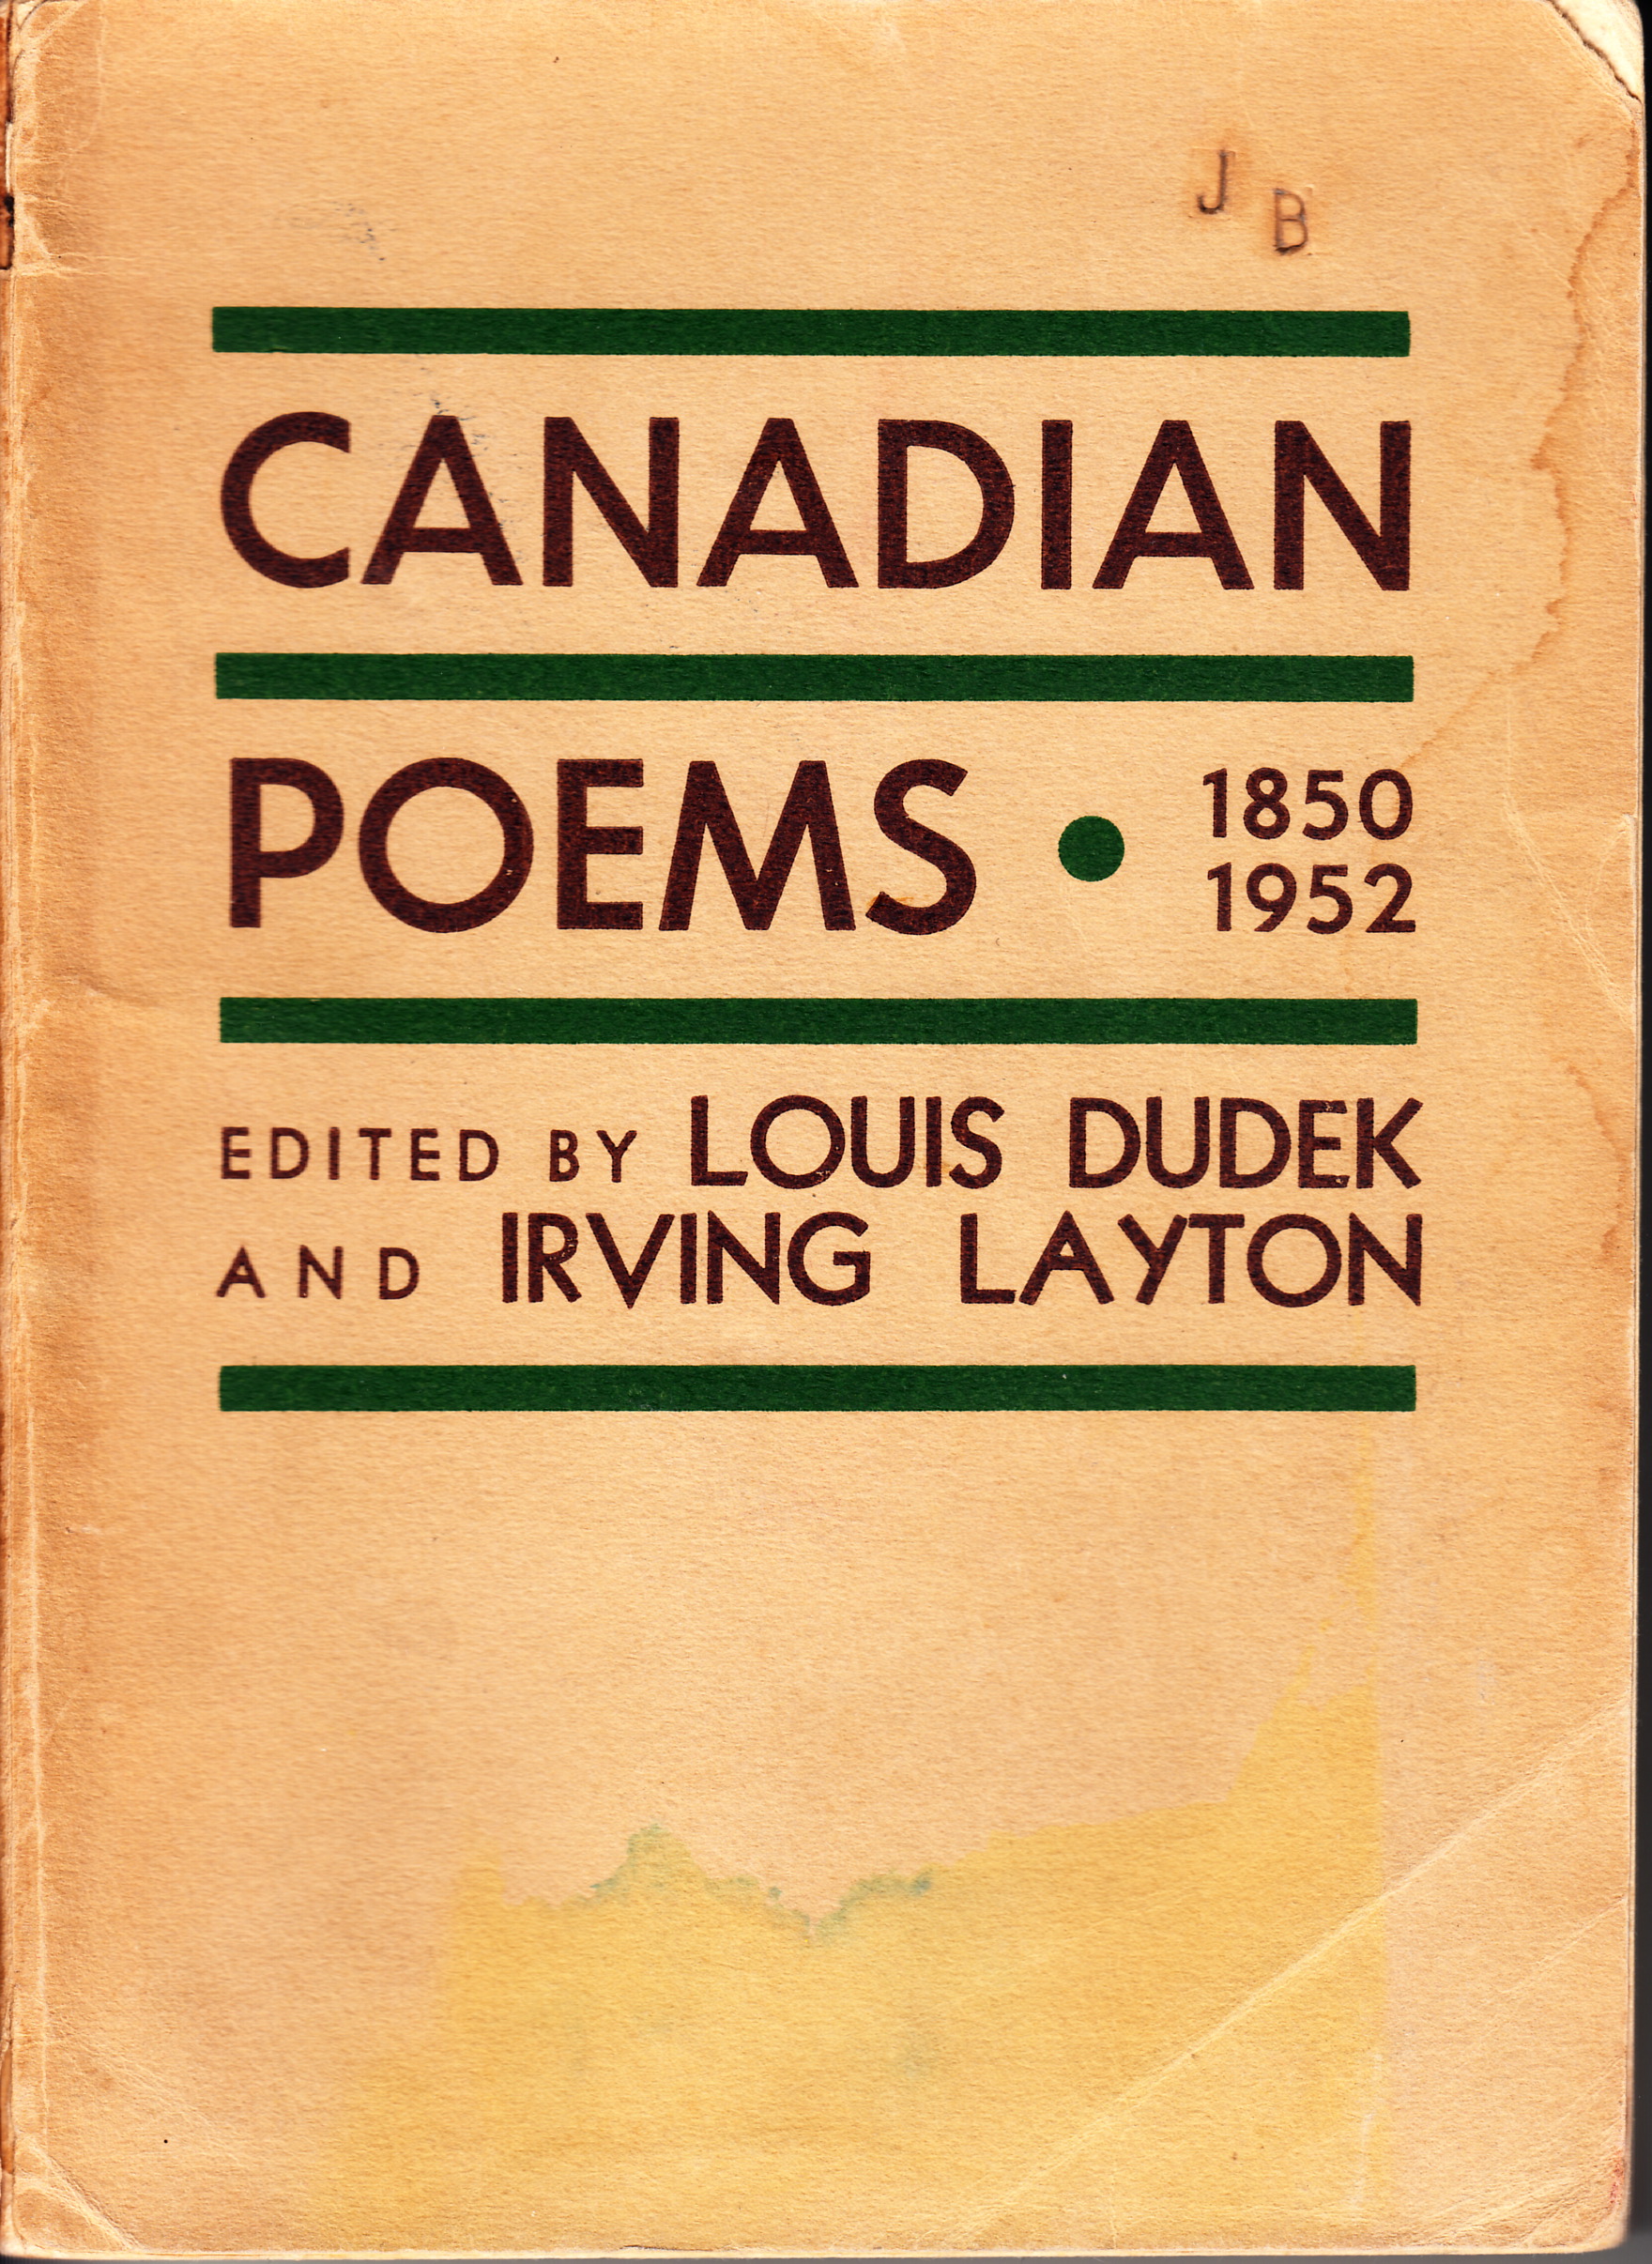 J B
CANADIAN
POEMS • 1850
1952
EDITED BY LOUIS DUDEK
AND IRVING LAYTON